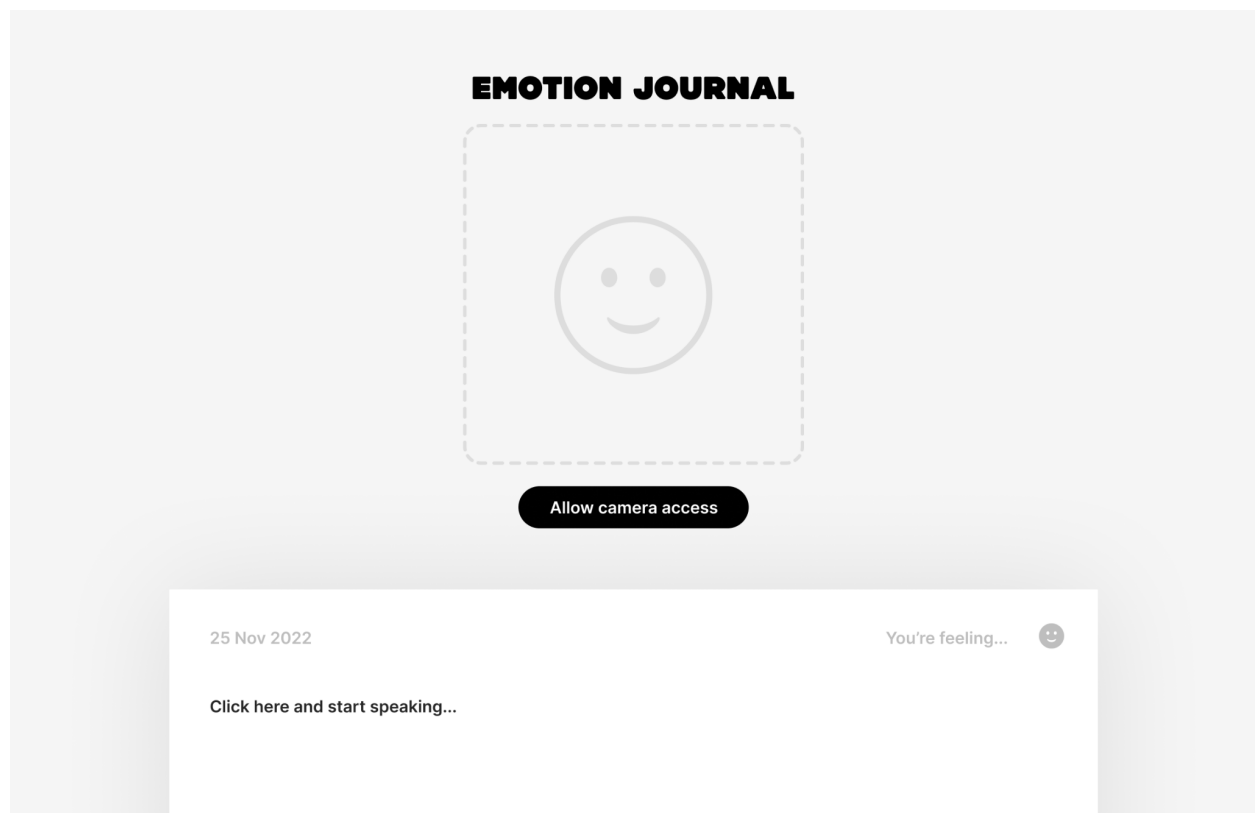 EMOTION JOURNAL
Allow camera access
25 Nov 2022
You're feeling...
Click here and start speaking...